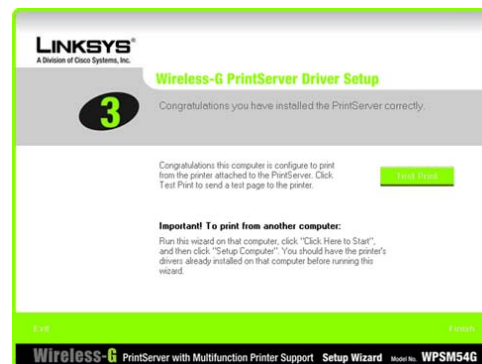 LINKSYS®
A Division of Cisco Systems, Inc.
Wireless-G PrintServer Driver Setup
3
Congratulations you have installed the PrintServer correctly.
Congratulations this computer is configure to print
from the printer attached to the PrintServer. Click
Test Print to send a test page to the printer.
Test Print
Important! To print from another computer:
Run this wizard on that computer, click "Click Here to Start",
and then click "Setup Computer". You should have the printer's
drivers already installed on that computer before running this
wizard.
Exit
Finish
Wireless-G PrintServer with Multifunction Printer Support Setup Wizard Model No. WPSM54G